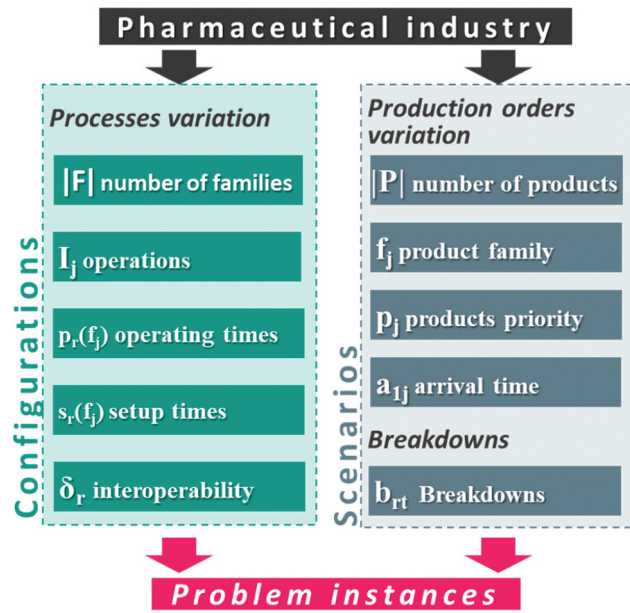 Pharmaceutical industry
Configurations
Processes variation
|F| number of families
Ij operations
pr(fj) operating times
sr(fj) setup times
δr interoperability
Scenarios
Production orders
variation
|P| number of products
fj product family
pj products priority
a1j arrival time
Breakdowns
brt Breakdowns
Problem instances